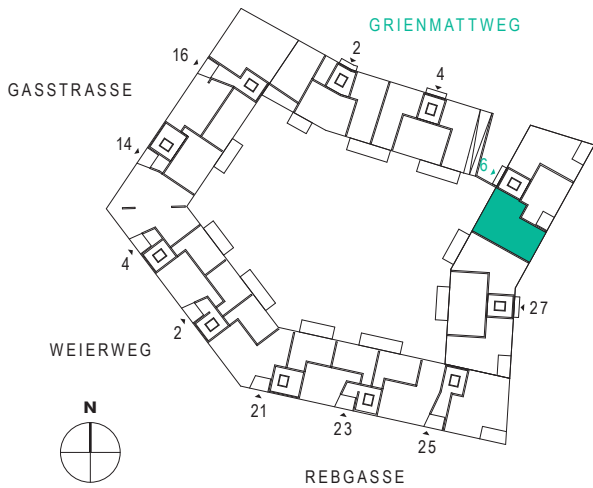 GRIENMATTWEG
2
16
4
GASSTRASSE
14
6
4
27
2
WEIERWEG
N
21
23
25
REBGASSE